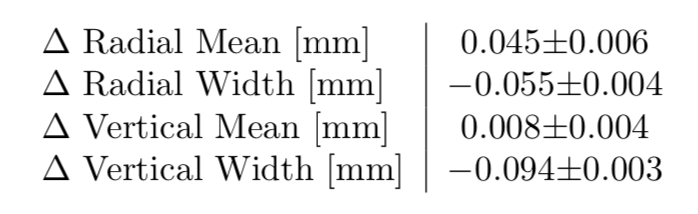 Δ Radial Mean [mm] 0.045±0.006
Δ Radial Width [mm] −0.055±0.004
Δ Vertical Mean [mm] 0.008±0.004
Δ Vertical Width [mm] −0.094±0.003